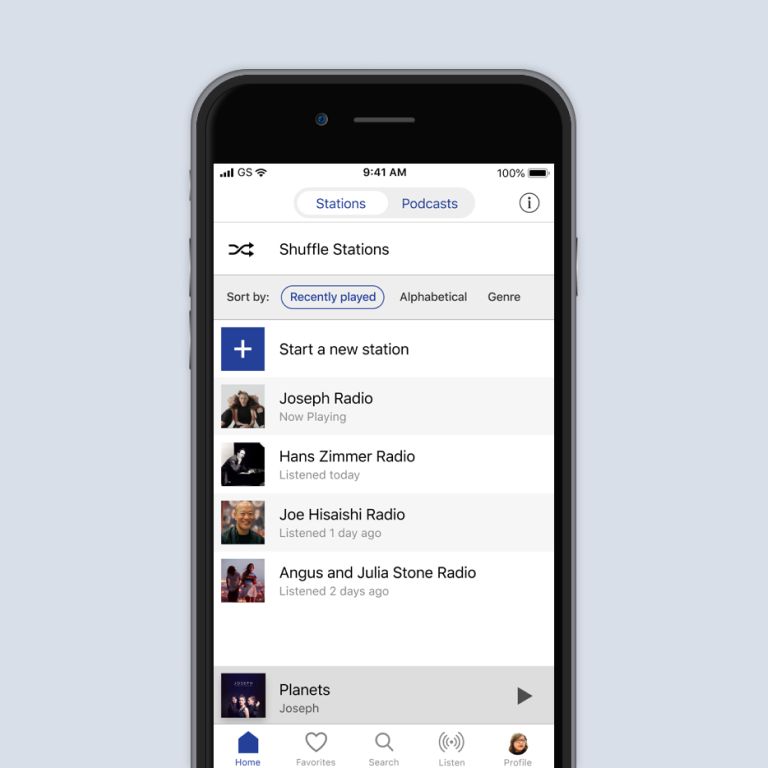 GS 9:41 AM 100%
Stations Podcasts i
Shuffle Stations
Sort by: Recently played Alphabetical Genre
Start a new station
Joseph Radio
Now Playing
Hans Zimmer Radio
Listened today
Joe Hisaishi Radio
Listened 1 day ago
Angus and Julia Stone Radio
Listened 2 days ago
JOSEPH
Planets
Joseph
Home Favorites Search Listen Profile